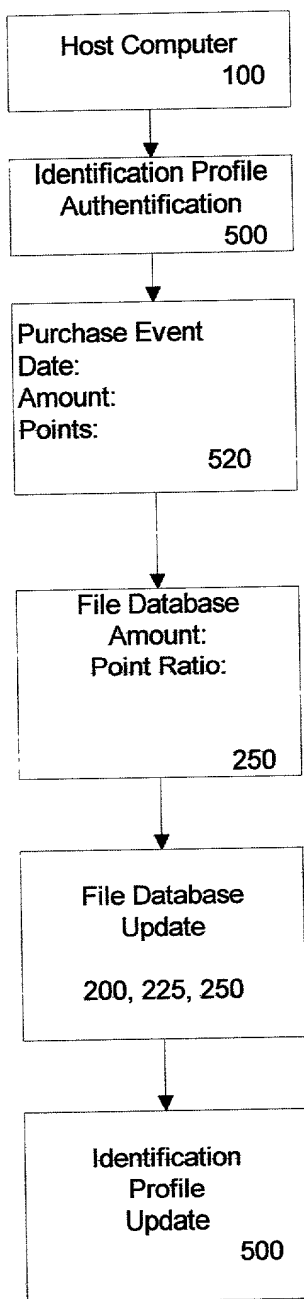 Host Computer
100
Identification Profile
Authentification
500
Purchase Event
Date:
Amount:
Points:
520
File Database
Amount:
Point Ratio:
250
File Database
Update
200, 225, 250
Identification
Profile
Update
500